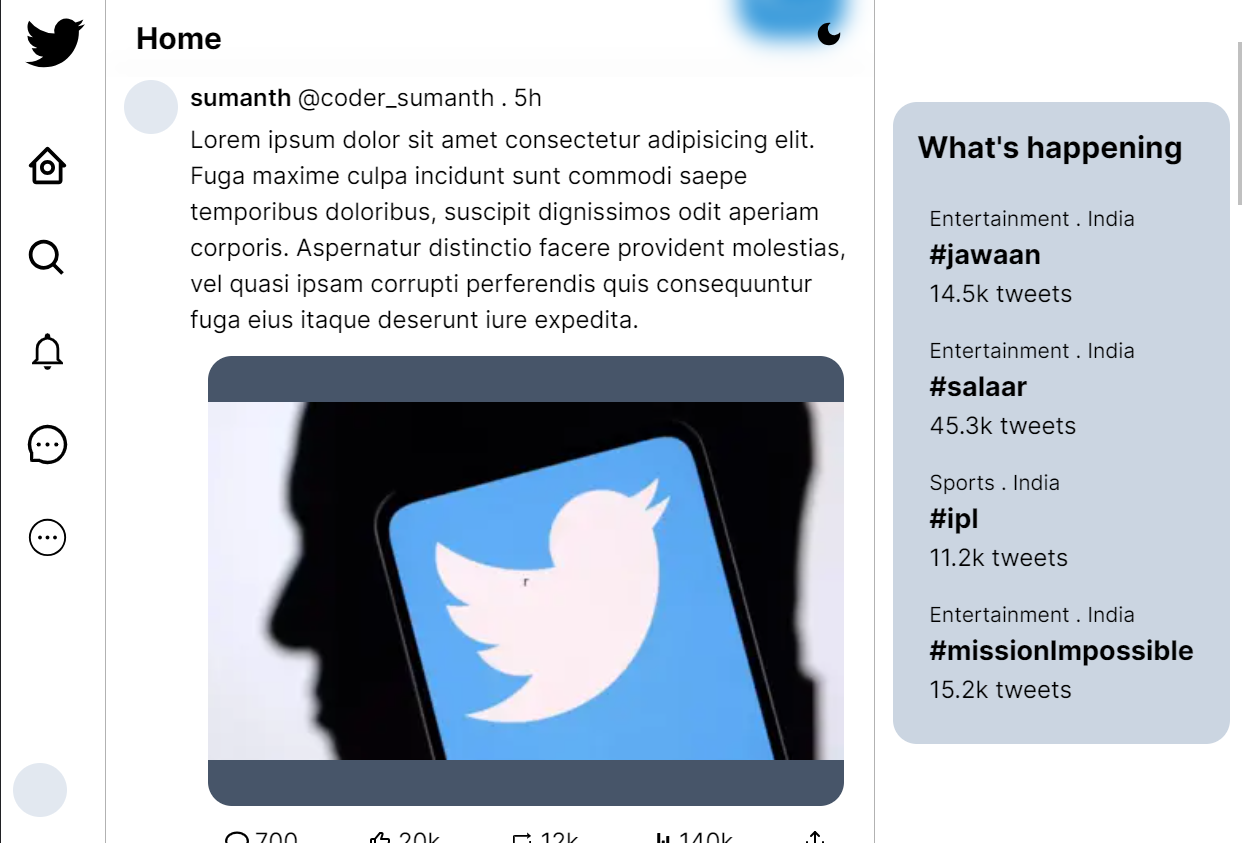 Home
sumanth @coder_sumanth . 5h
Lorem ipsum dolor sit amet consectetur adipisicing elit.
Fuga maxime culpa incidunt sunt commodi saepe
temporibus doloribus, suscipit dignissimos odit aperiam
corporis. Aspernatur distinctio facere provident molestias,
vel quasi ipsam corrupti perferendis quis consequuntur
fuga eius itaque deserunt iure expedita.
r
700 20k 12k 140k
What's happening
Entertainment . India
#jawaan
14.5k tweets
Entertainment . India
#salaar
45.3k tweets
Sports . India
#ipl
11.2k tweets
Entertainment . India
#missionImpossible
15.2k tweets